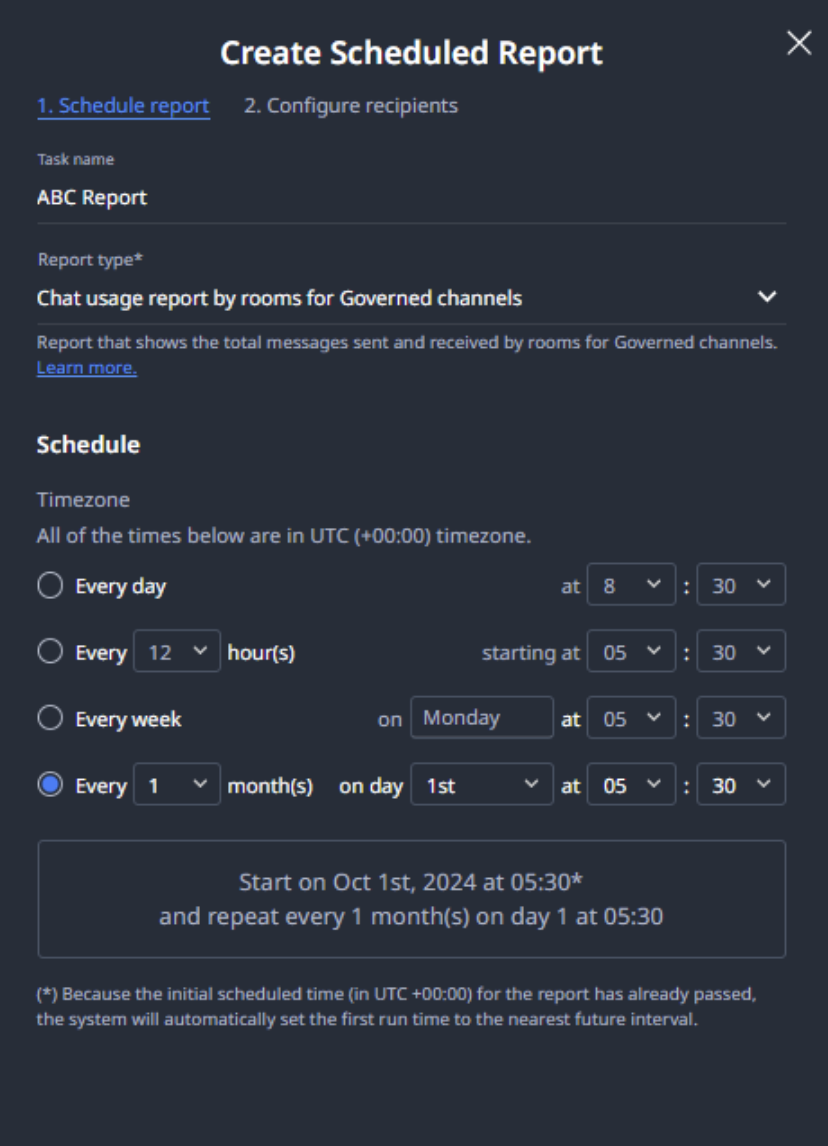 Create Scheduled Report
1. Schedule report 2. Configure recipients
Task name
ABC Report
Report type*
Chat usage report by rooms for Governed channels
Report that shows the total messages sent and received by rooms for Governed channels.
Learn more.
Schedule
Timezone
All of the times below are in UTC (+00:00) timezone.
Every day at 8 : 30
Every 12 hour(s) starting at 05 : 30
Every week on Monday at 05 : 30
Every 1 month(s) on day 1st at 05 : 30
Start on Oct 1st, 2024 at 05:30*
and repeat every 1 month(s) on day 1 at 05:30
(*) Because the initial scheduled time (in UTC +00:00) for the report has already passed,
the system will automatically set the first run time to the nearest future interval.